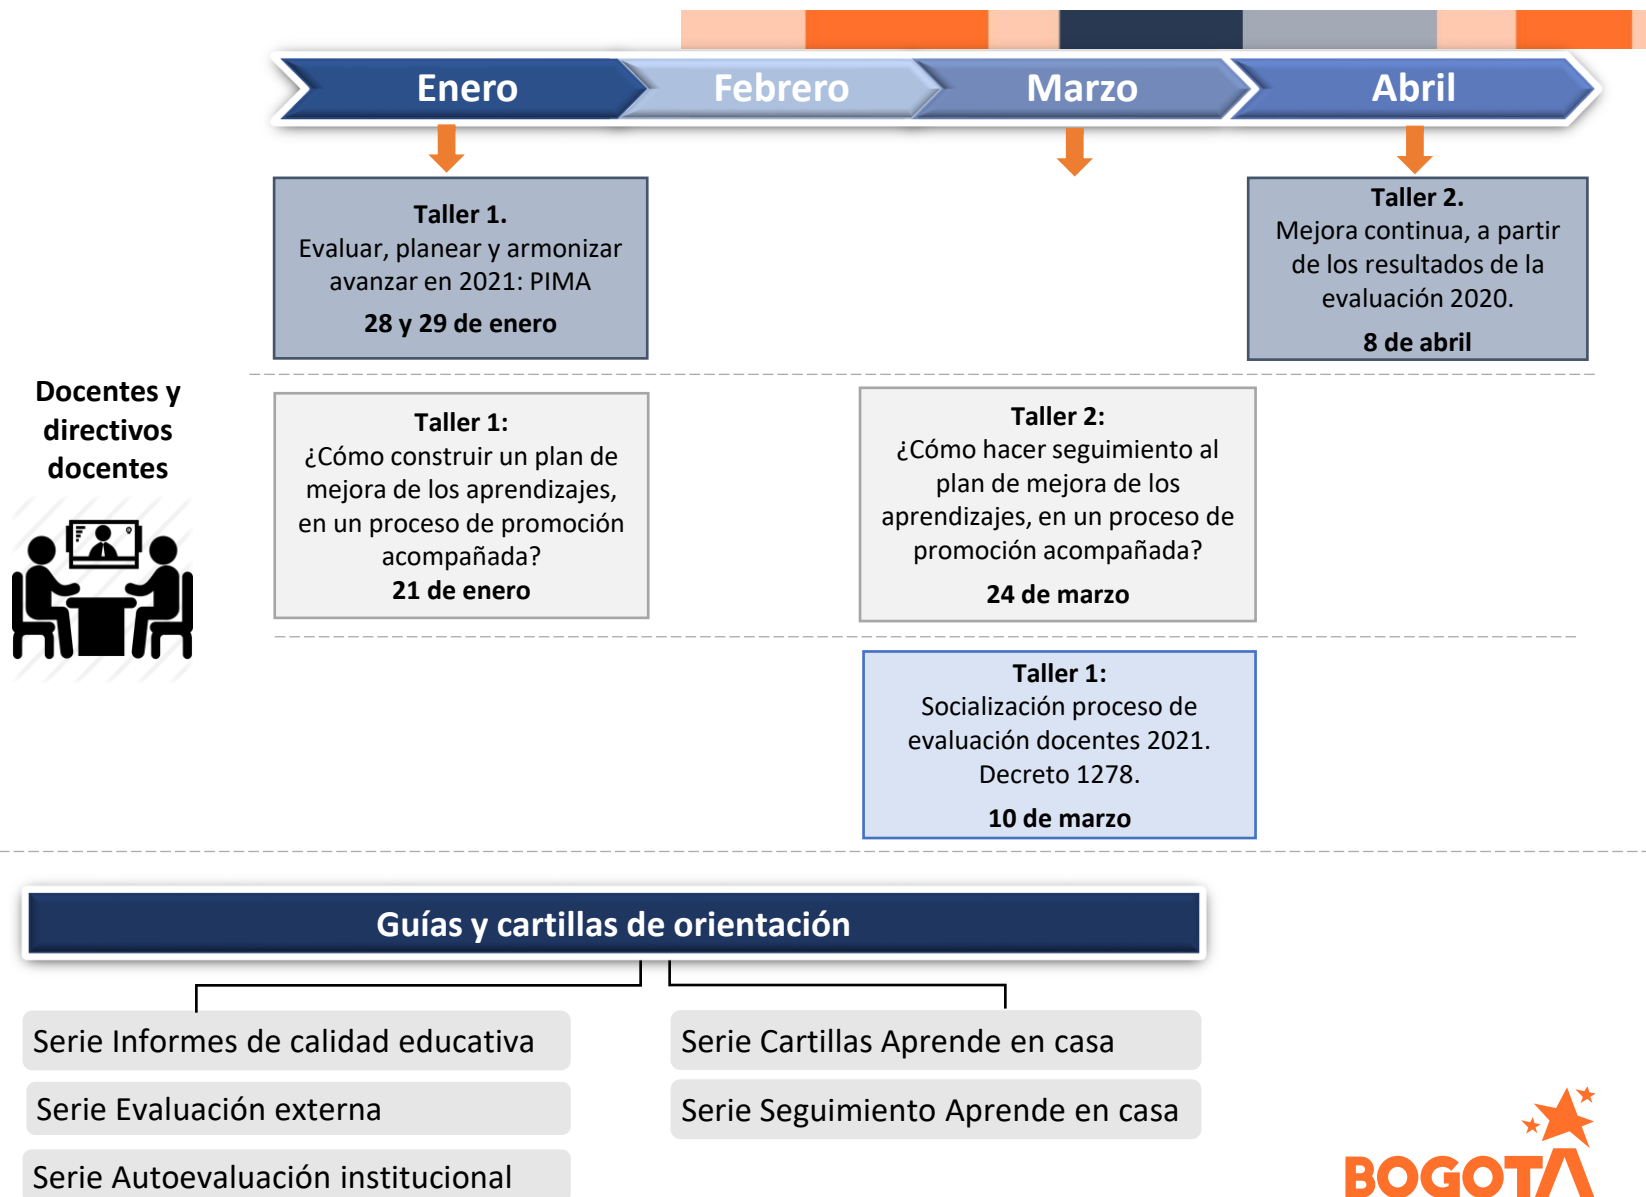 Enero
Febrero
Marzo
Abril
Taller 1.
Evaluar, planear y armonizar
avanzar en 2021: PIMA
28 y 29 de enero
Taller 2.
Mejora continua, a partir
de los resultados de la
evaluación 2020.
8 de abril
Docentes y
directivos
docentes
Taller 1:
¿Cómo construir un plan de
mejora de los aprendizajes,
en un proceso de promoción
acompañada?
21 de enero
Taller 2:
¿Cómo hacer seguimiento al
plan de mejora de los
aprendizajes, en un proceso de
promoción acompañada?
24 de marzo
Taller 1:
Socialización proceso de
evaluación docentes 2021.
Decreto 1278.
10 de marzo
Guías y cartillas de orientación
Serie Informes de calidad educativa
Serie Evaluación externa
Serie Autoevaluación institucional
Serie Cartillas Aprende en casa
Serie Seguimiento Aprende en casa
BOGOTÁ